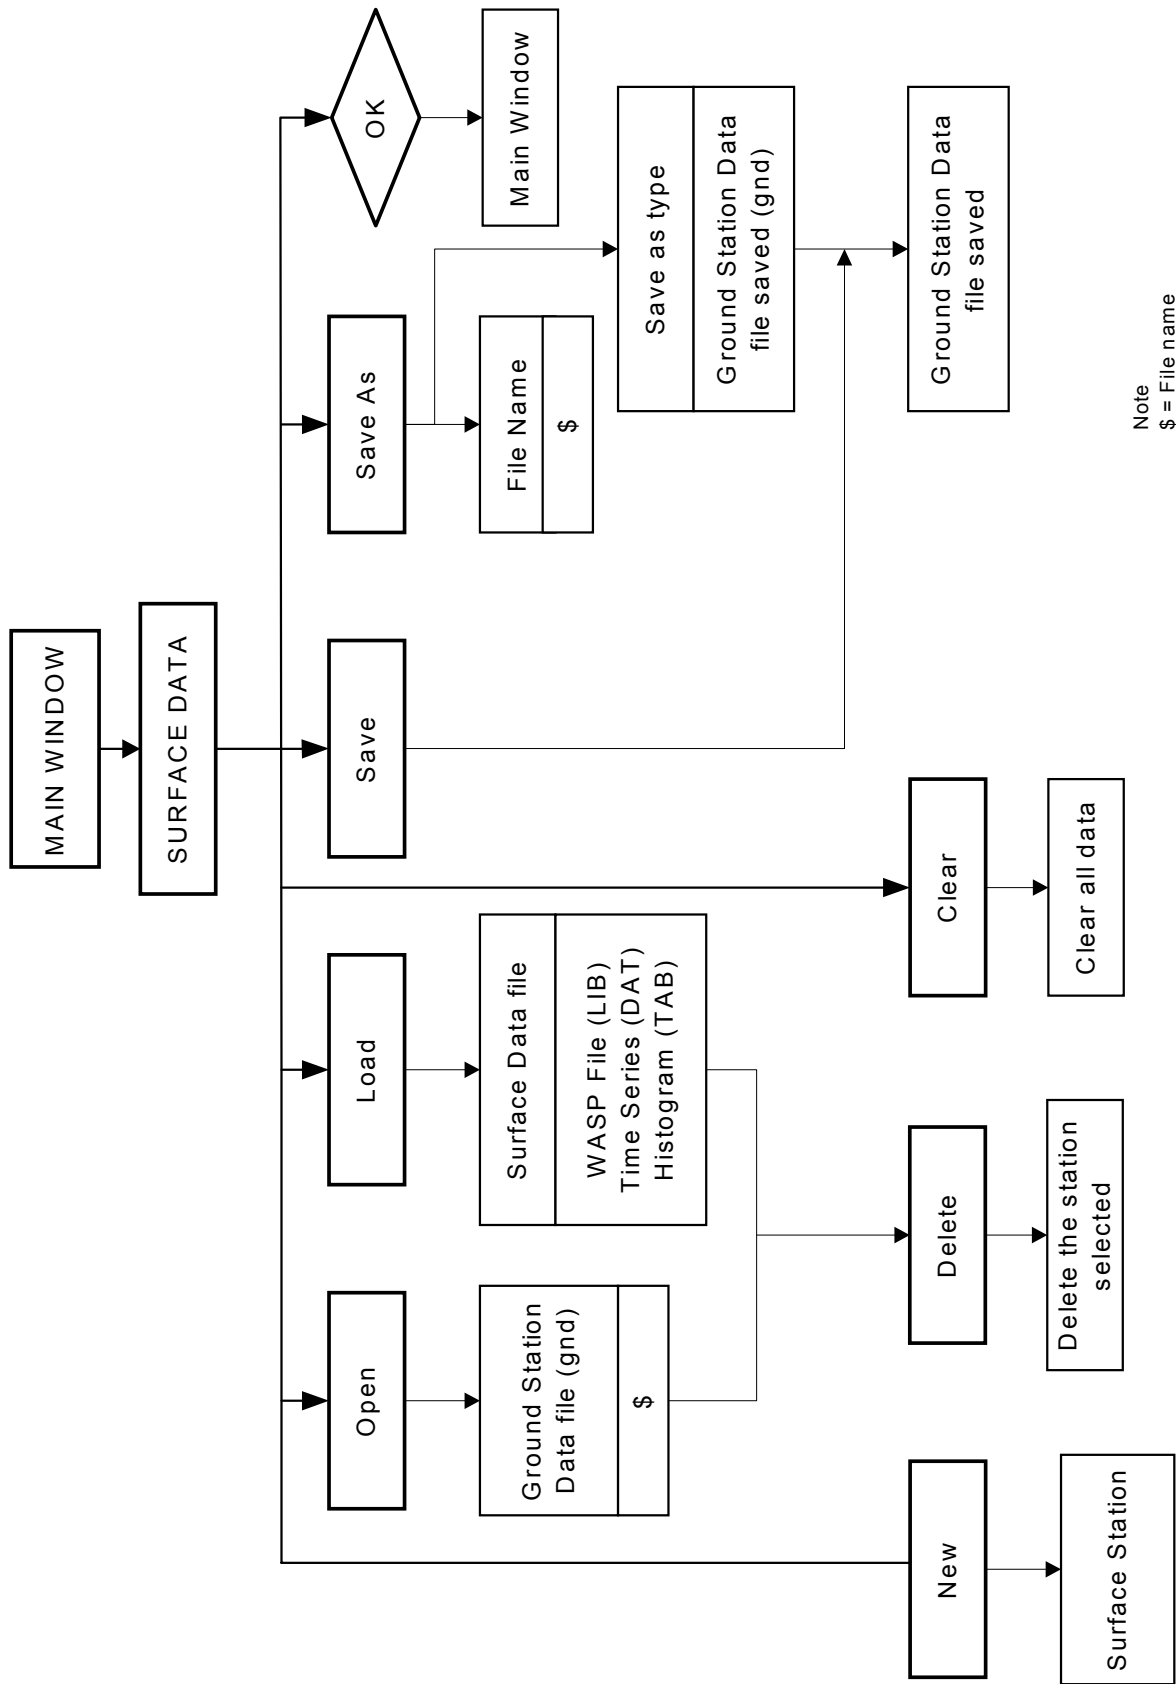 MAIN WINDOW
SURFACE DATA
Open
Load
Save
Save As
OK
Ground Station
Data file (gnd)
$
Surface Data file
WASP File (LIB)
Time Series (DAT)
Histogram (TAB)
File Name
$
Main Window
Save as type
Ground Station Data
file saved (gnd)
New
Delete
Clear
Ground Station Data
file saved
Surface Station
Delete the station
selected
Clear all data
Note
$ = File name